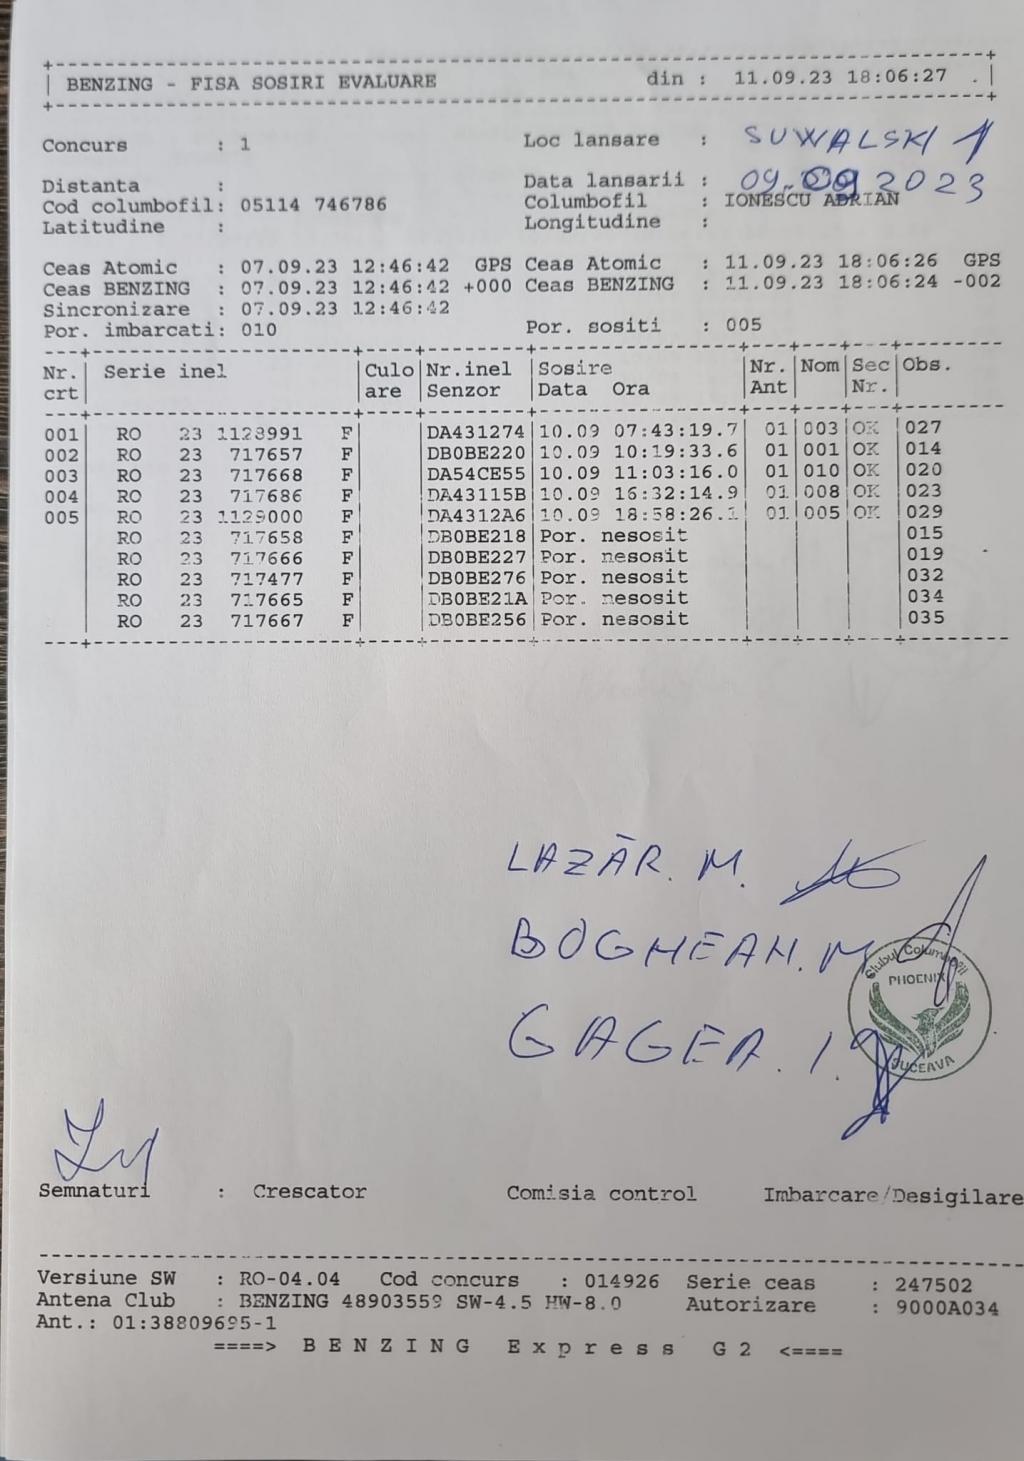 BENZING - FISA SOSIRI EVALUARE din : 11.09.23 18:06:27
Concurs : 1 Loc lansare : SUWALSKI 1
Distanta : Data lansarii : 09.09 2023
Cod columbofil: 05114 746786 Columbofil : IONESCU ADRIAN
Latitudine : Longitudine :
Ceas Atomic : 07.09.23 12:46:42 GPS Ceas Atomic : 11.09.23 18:06:26 GPS
Ceas BENZING : 07.09.23 12:46:42 +000 Ceas BENZING : 11.09.23 18:06:24 -002
Sincronizare : 07.09.23 12:46:42
Por. imbarcati: 010 Por. sositi : 005
Nr. Serie inel Culo Nr.inel Sosire Nr. Nom Sec Obs.
crt are Senzor Data Ora Ant Nr.
001 RO 23 1128991 F DA431274 10.09 07:43:19.7 01 003 OK 027
002 RO 23 717657 F DB0BE220 10.09 10:19:33.6 01 001 OK 014
003 RO 23 717668 F DA54CE55 10.09 11:03:16.0 01 010 OK 020
004 RO 23 717686 F DA43115B 10.09 16:32:14.9 01 008 OK 023
005 RO 23 1129000 F DA4312A6 10.09 18:58:26.1 01 005 OK 029
RO 23 717658 F DB0BE218 Por. nesosit 015
RO 23 717666 F DB0BE227 Por. nesosit 019
RO 23 717477 F DB0BE276 Por. nesosit 032
RO 23 717665 F DB0BE21A Por. nesosit 034
RO 23 717667 F DB0BE256 Por. nesosit 035
LAZĂR. M.
BOGHEAN. M
GAGEA. I.
Clubul Columbofil
PHOENIX
SUCEAVA
Semnaturi : Crescator Comisia control Imbarcare/Desigilare
Versiune SW : RO-04.04 Cod concurs : 014926 Serie ceas : 247502
Antena Club : BENZING 48903559 SW-4.5 HW-8.0 Autorizare : 9000A034
Ant.: 01:38809695-1
====> B E N Z I N G E x p r e s s G 2 <====